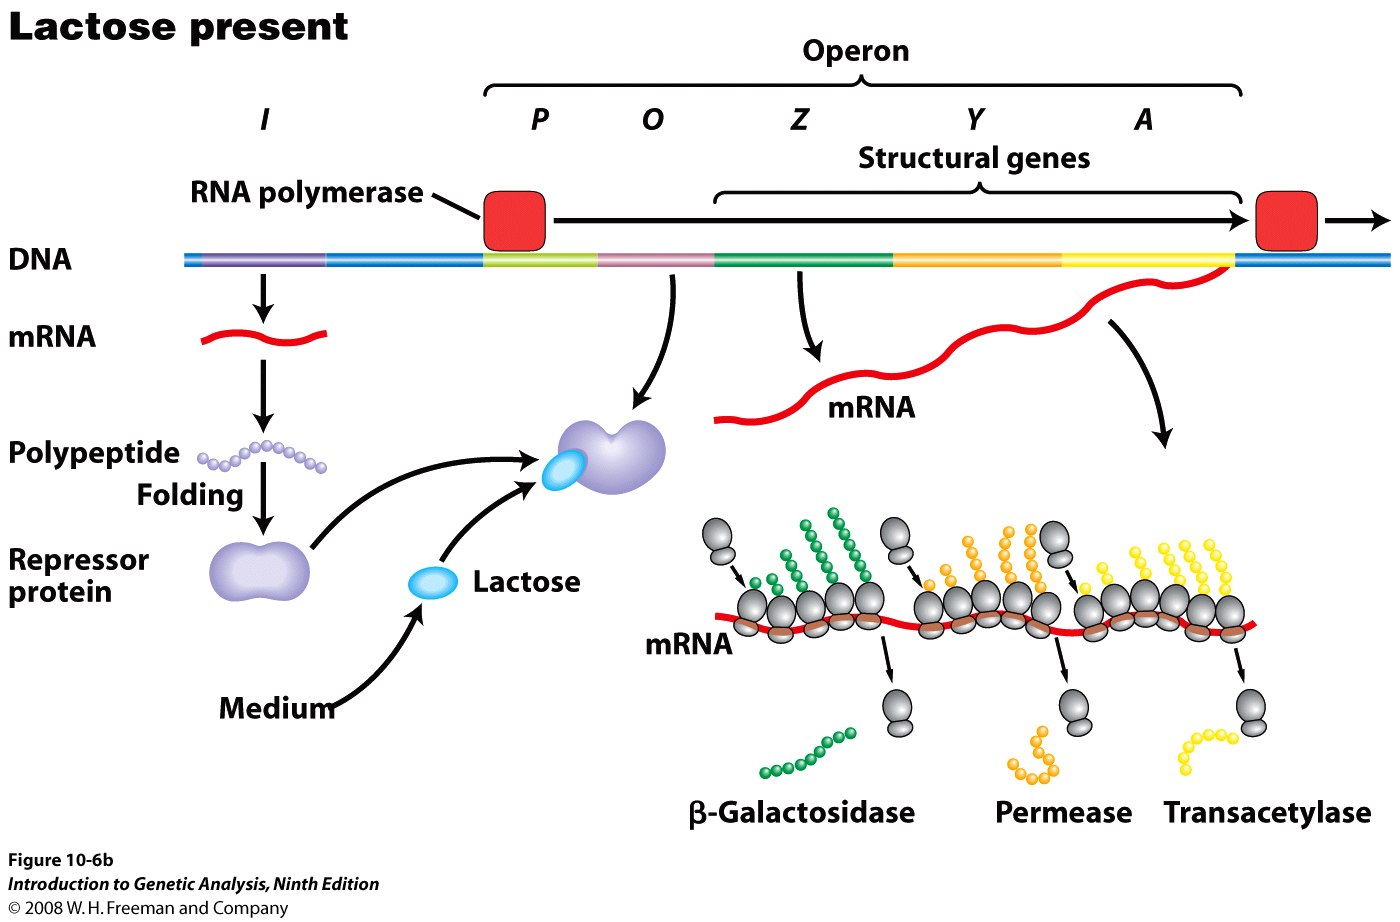 Lactose present
Operon
I
P
O
Z
Y
A
Structural genes
RNA polymerase
DNA
mRNA
mRNA
Polypeptide
Folding
Repressor
protein
Lactose
mRNA
Medium
β-Galactosidase
Permease
Transacetylase
Figure 10-6b
Introduction to Genetic Analysis, Ninth Edition
© 2008 W. H. Freeman and Company